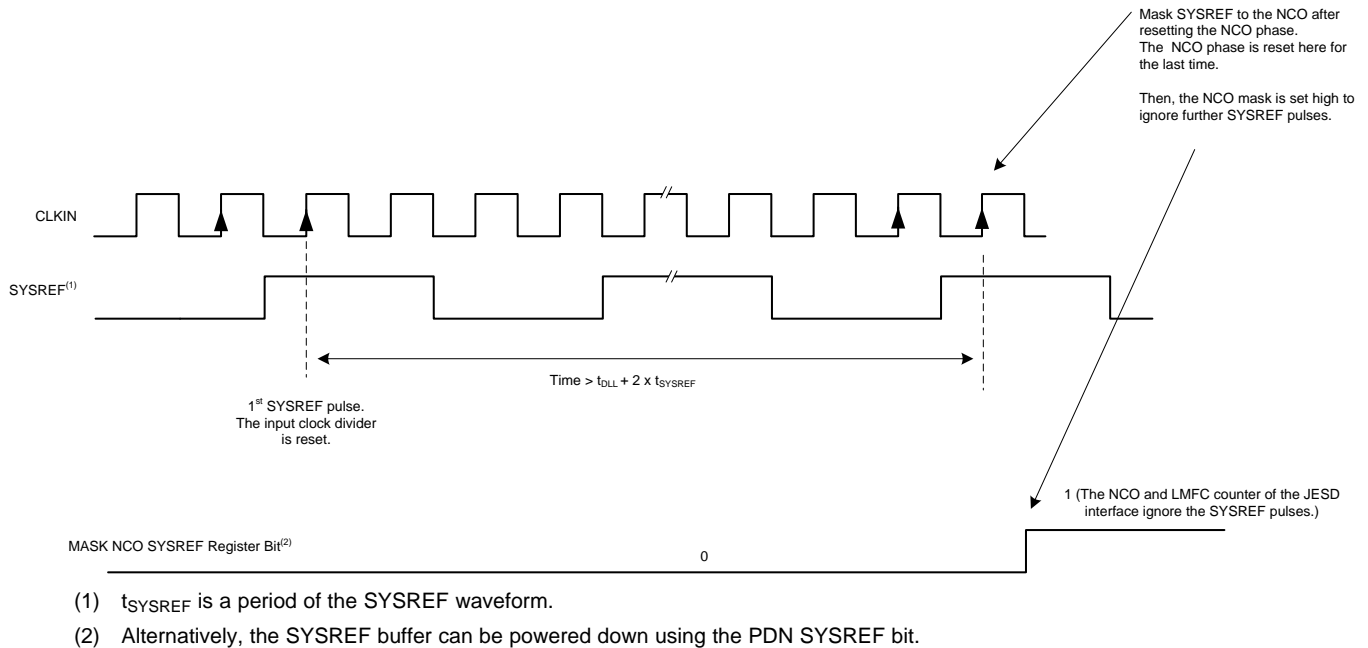 Mask SYSREF to the NCO after
resetting the NCO phase.
The  NCO phase is reset here for
the last time.
Then, the NCO mask is set high to
ignore further SYSREF pulses.
CLKIN
SYSREF(1)
Time > tDLL + 2 x tSYSREF
1st SYSREF pulse.
The input clock divider
is reset.
1 (The NCO and LMFC counter of the JESD
interface ignore the SYSREF pulses.)
MASK NCO SYSREF Register Bit(2)
0
(1) tSYSREF is a period of the SYSREF waveform.
(2) Alternatively, the SYSREF buffer can be powered down using the PDN SYSREF bit.